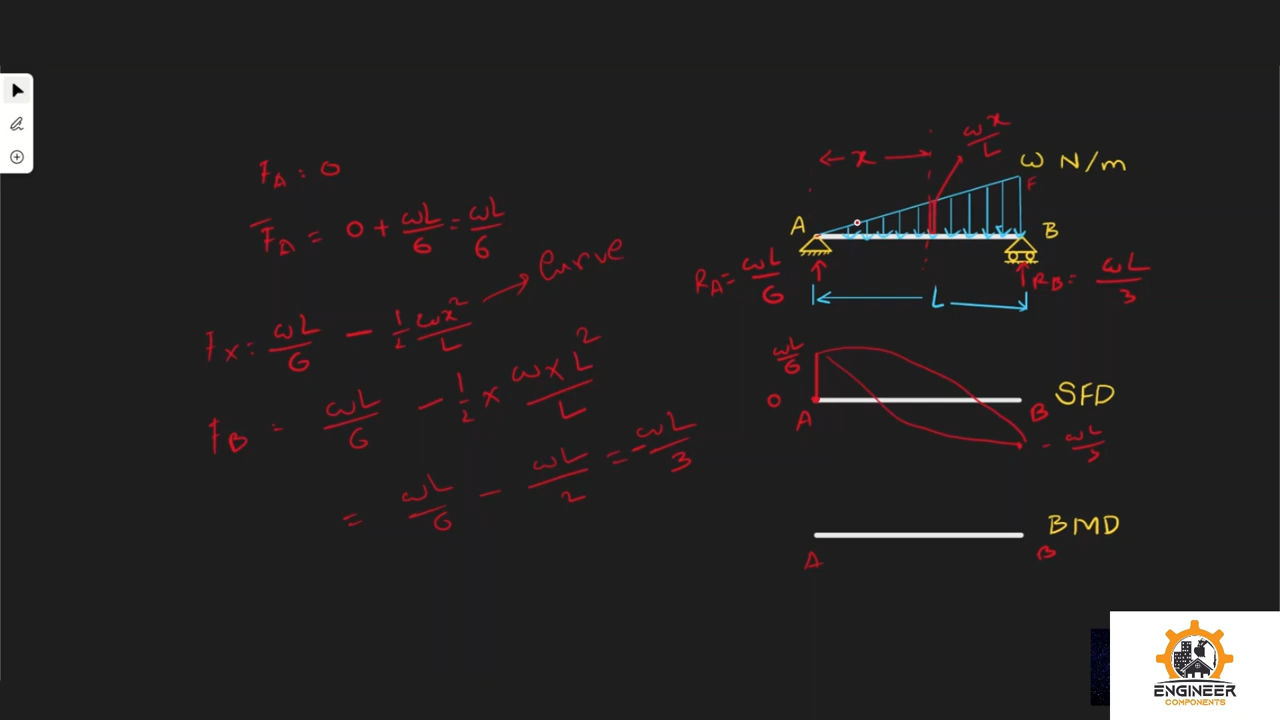 F_A = 0
F_A = 0 + ωL/6 = ωL/6
F_X = ωL/6 - 1/2 ωx²/L → Curve
F_B = ωL/6 - 1/2 × ω×L²/L
= ωL/6 - ωL/2 = -ωL/3
ωx/L
x
ω N/m
F
A
B
R_A = ωL/6
R_B = ωL/3
L
ωL/6
0
A
B
SFD
- ωL/3
BMD
A
B
ENGINEER
COMPONENTS